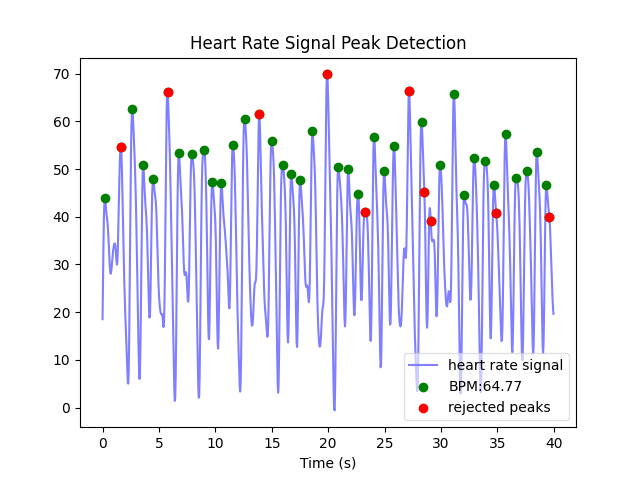 Heart Rate Signal Peak Detection
70
60
50
40
30
20
10
0
heart rate signal
BPM:64.77
rejected peaks
0 5 10 15 20 25 30 35 40
Time (s)